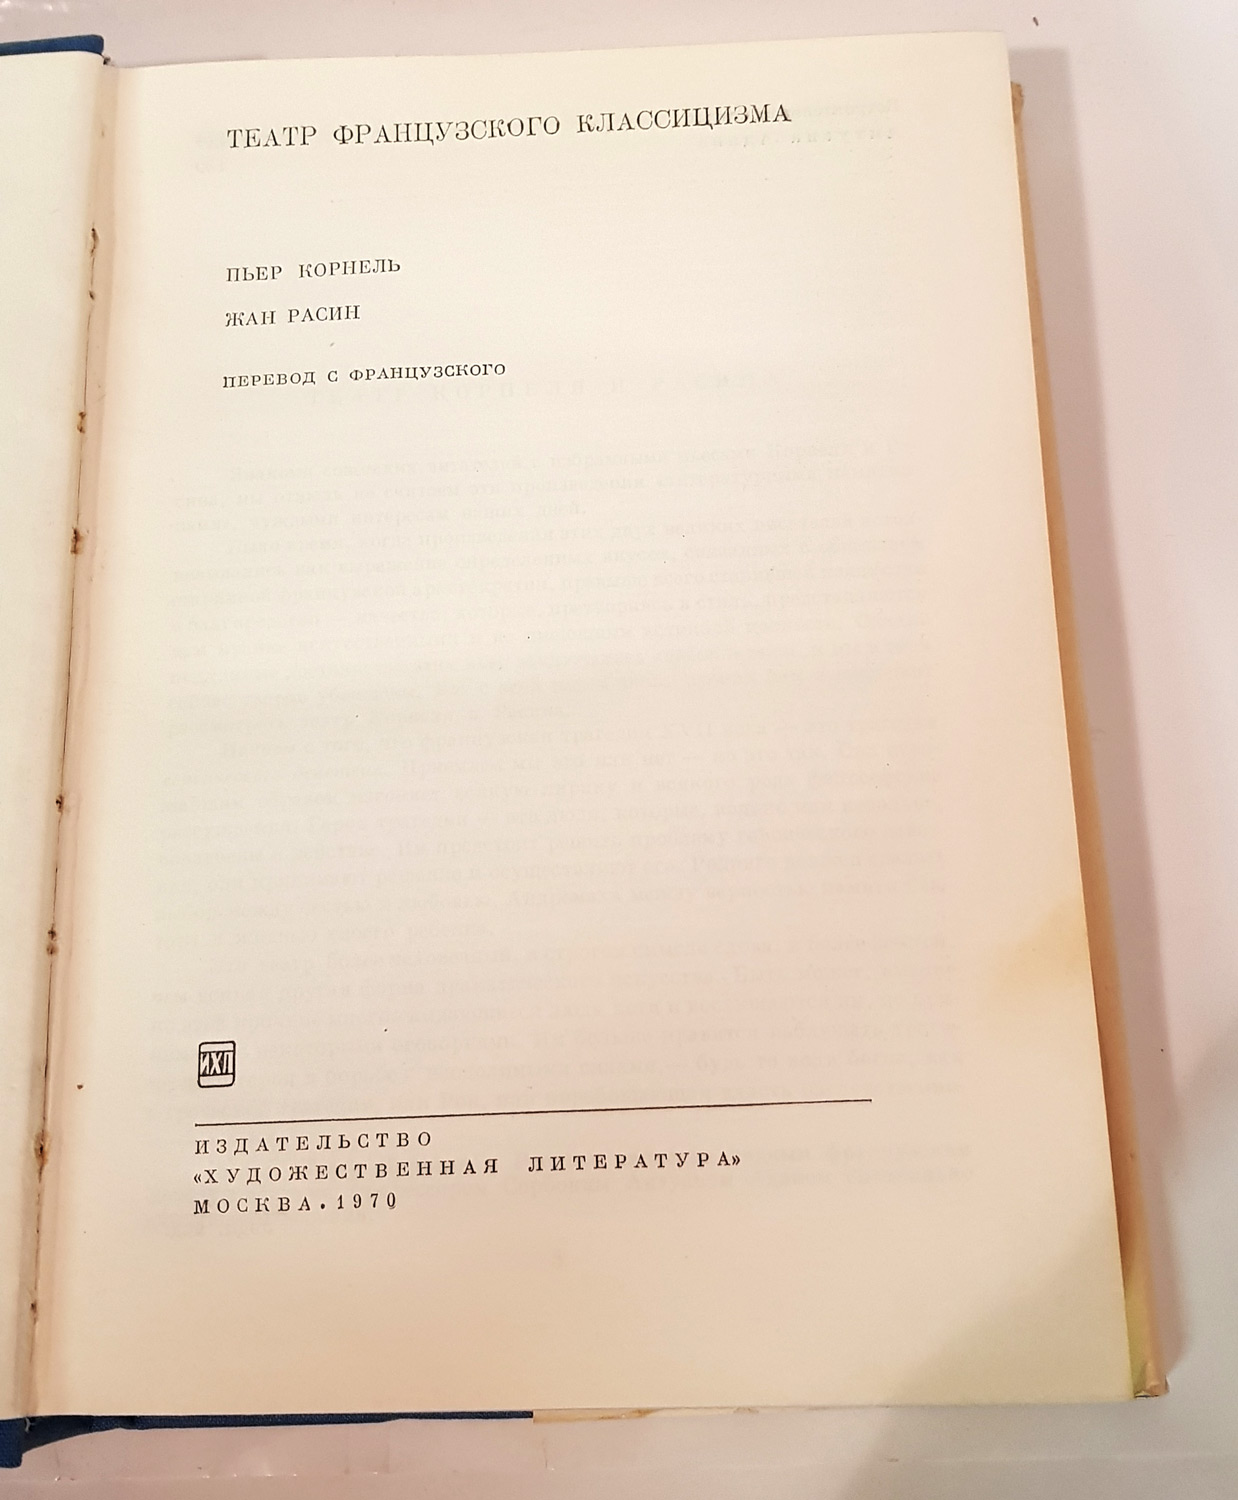 ТЕАТР ФРАНЦУЗСКОГО КЛАССИЦИЗМА
ПЬЕР КОРНЕЛЬ
ЖАН РАСИН
ПЕРЕВОД С ФРАНЦУЗСКОГО
ИХЛ
ИЗДАТЕЛЬСТВО
«ХУДОЖЕСТВЕННАЯ ЛИТЕРАТУРА»
МОСКВА. 1970